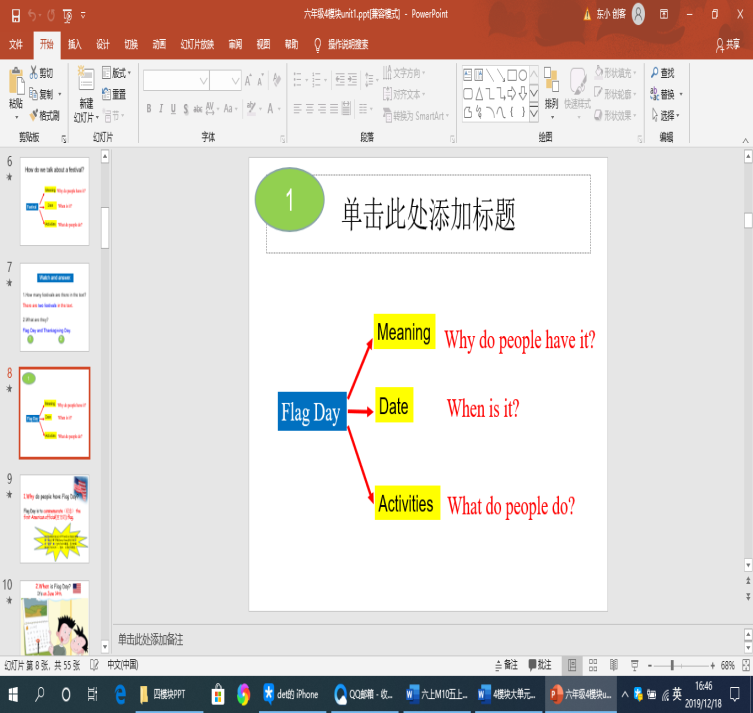 六年级4模块unit1.ppt[兼容模式] - PowerPoint
东小 创客
文件 开始 插入 设计 切换 动画 幻灯片放映 审阅 视图 帮助 操作说明搜索 共享
粘贴 剪切 复制 格式刷 剪贴板
新建 幻灯片 版式 重置 节 幻灯片
B I U S abc AV Aa A 字体
文字方向 对齐文本 转换为 SmartArt 段落
排列 快速样式 形状填充 形状轮廓 形状效果 绘图
查找 替换 选择 编辑
6
How do we talk about a festival?
Festival
Meaning Why do people have it?
Date When is it?
Activities What do people do?
7
Watch and answer
1.How many festivals are there in the text?
There are two festivals in the text.
2.What are they?
Flag Day and Thanksgiving Day.
8
1
Flag Day
Meaning Why do people have it?
Date When is it?
Activities What do people do?
9
1.Why do people have Flag Day?
10
2.When is Flag Day?
It's on June 14th.
1
单击此处添加标题
Meaning Why do people have it?
Flag Day Date When is it?
Activities What do people do?
单击此处添加备注
幻灯片 第 8 张，共 55 张 中文(中国) 备注 批注 68%
四模块PPT det的 iPhone QQ邮箱 - 收... 六上M10五上... 4模块大单元... 六年级4模块u... 英 16:46
2019/12/18